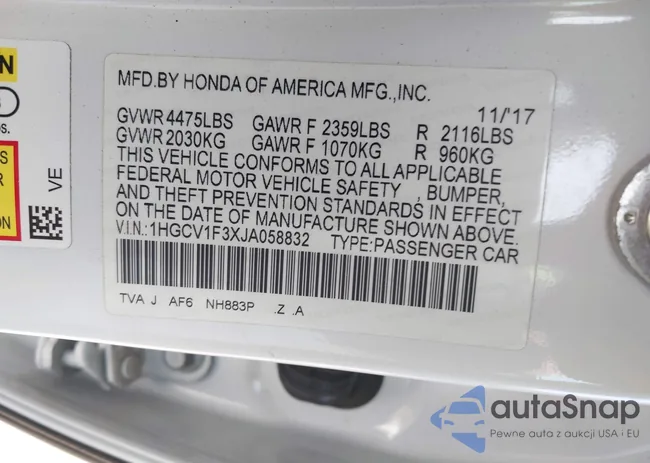 MFD.BY HONDA OF AMERICA MFG.,INC.
11/'17
GVWR 4475LBS GAWR F 2359LBS R 2116LBS
GVWR 2030KG GAWR F 1070KG R 960KG
THIS VEHICLE CONFORMS TO ALL APPLICABLE
FEDERAL MOTOR VEHICLE SAFETY , BUMPER,
AND THEFT PREVENTION STANDARDS IN EFFECT
ON THE DATE OF MANUFACTURE SHOWN ABOVE.
V.I.N.:1HGCV1F3XJA058832 TYPE:PASSENGER CAR
TVA J AF6 NH883P .Z .A
VE
autaSnap
Pewne auta z aukcji USA i EU